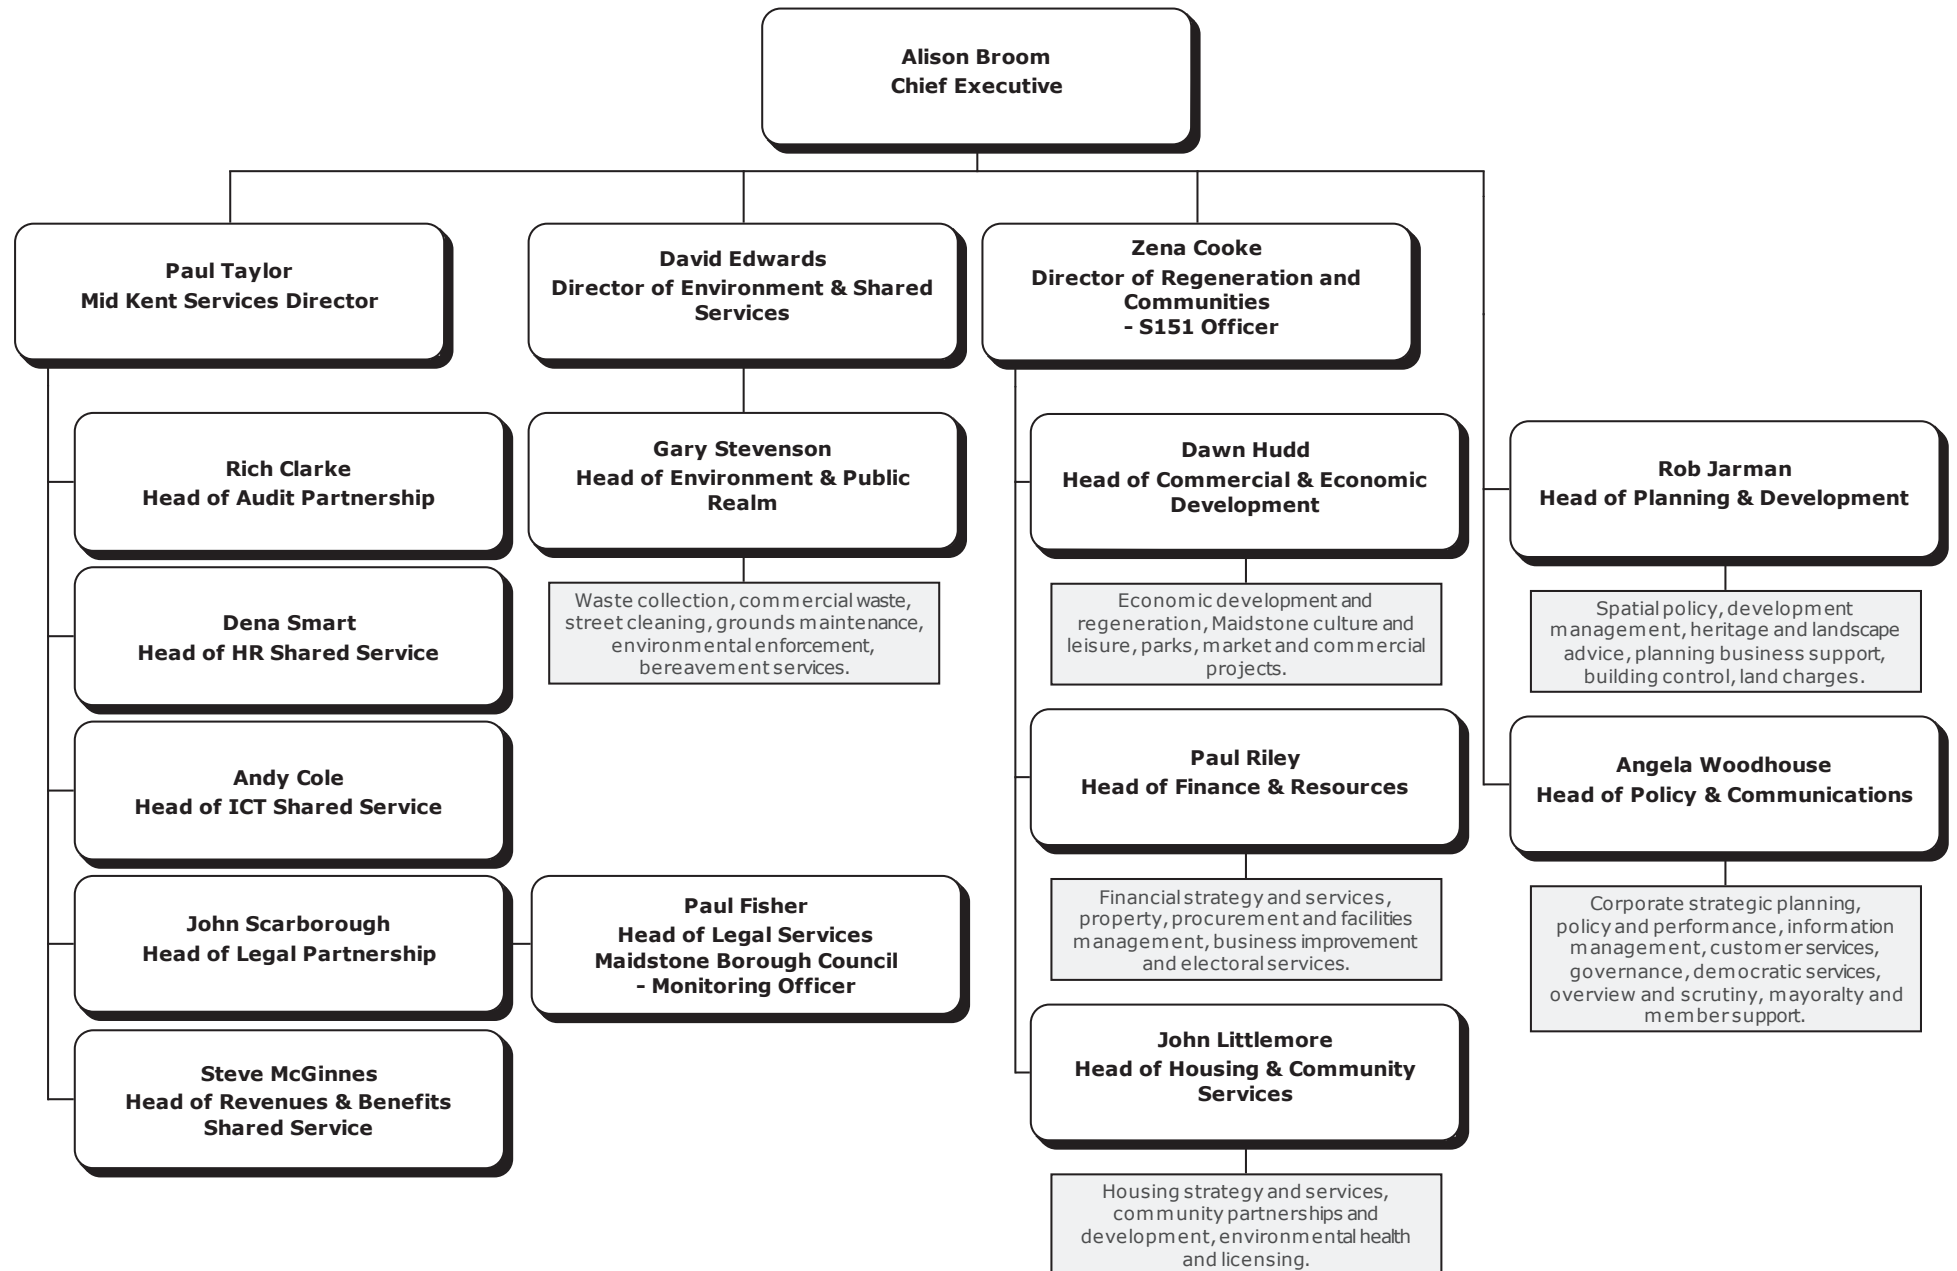 Alison Broom
Chief Executive
Paul Taylor
Mid Kent Services Director
David Edwards
Director of Environment & Shared
Services
Zena Cooke
Director of Regeneration and
Communities
- S151 Officer
Rich Clarke
Head of Audit Partnership
Dena Smart
Head of HR Shared Service
Andy Cole
Head of ICT Shared Service
John Scarborough
Head of Legal Partnership
Paul Fisher
Head of Legal Services
Maidstone Borough Council
- Monitoring Officer
Steve McGinnes
Head of Revenues & Benefits
Shared Service
Gary Stevenson
Head of Environment & Public
Realm
Waste collection, commercial waste,
street cleaning, grounds maintenance,
environmental enforcement,
bereavement services.
Dawn Hudd
Head of Commercial & Economic
Development
Economic development and
regeneration, Maidstone culture and
leisure, parks, market and commercial
projects.
Paul Riley
Head of Finance & Resources
Financial strategy and services,
property, procurement and facilities
management, business improvement
and electoral services.
John Littlemore
Head of Housing & Community
Services
Housing strategy and services,
community partnerships and
development, environmental health
and licensing.
Rob Jarman
Head of Planning & Development
Spatial policy, development
management, heritage and landscape
advice, planning business support,
building control, land charges.
Angela Woodhouse
Head of Policy & Communications
Corporate strategic planning,
policy and performance, information
management, customer services,
governance, democratic services,
overview and scrutiny, mayoralty and
member support.